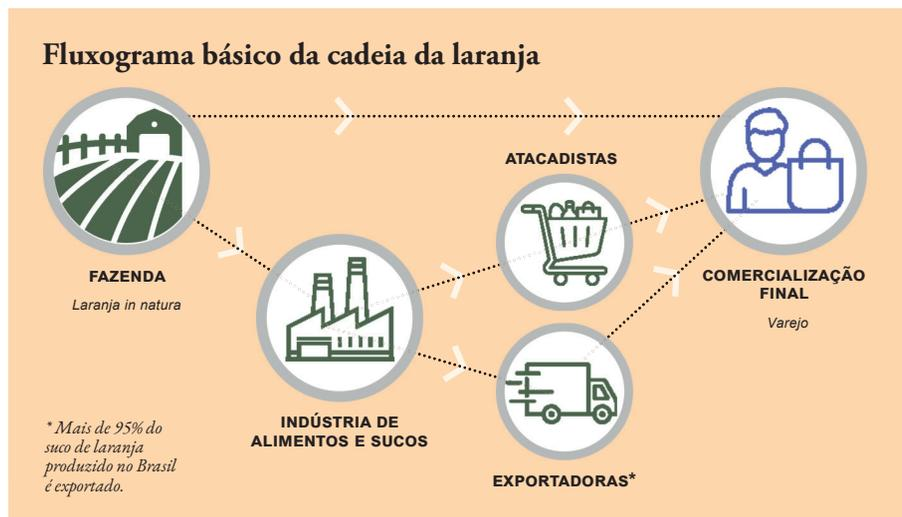 Fluxograma básico da cadeia da laranja
ATACADISTAS
FAZENDA
Laranja in natura
COMERCIALIZAÇÃO
FINAL
Varejo
INDÚSTRIA DE
ALIMENTOS E SUCOS
* Mais de 95% do
suco de laranja
produzido no Brasil
é exportado.
EXPORTADORAS*